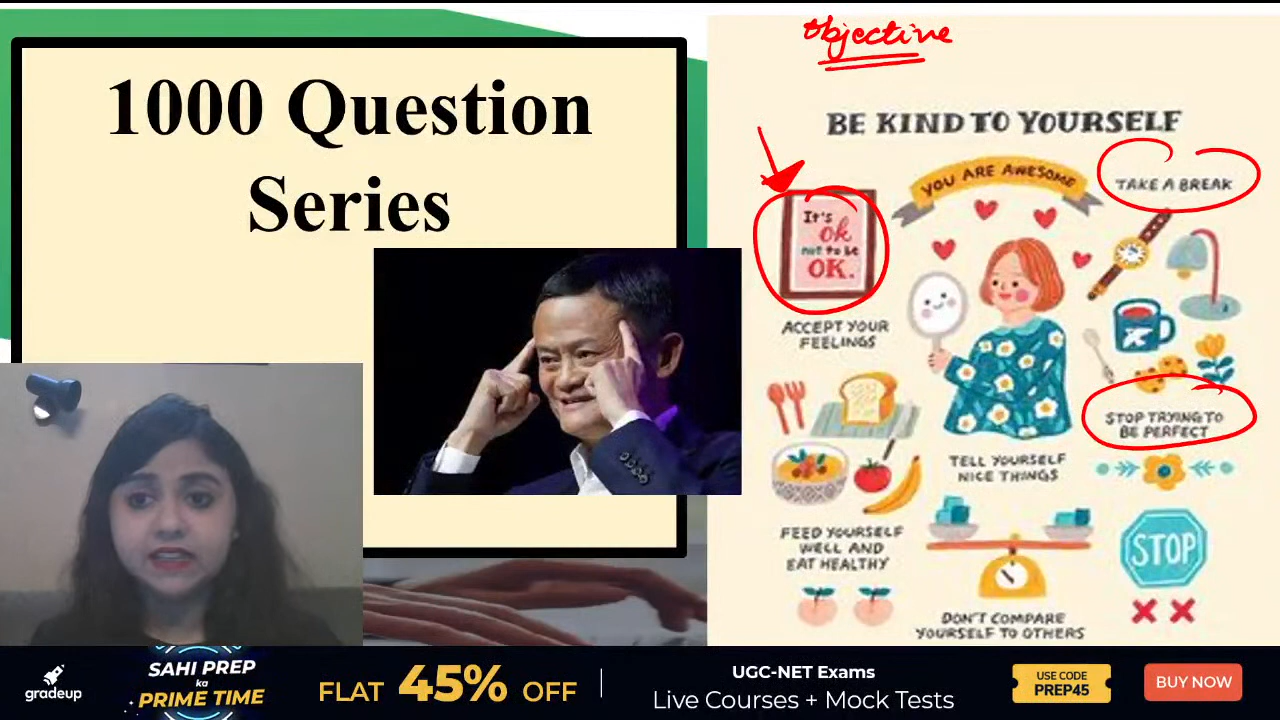 1000 Question
Series
Objective
BE KIND TO YOURSELF
YOU ARE AWESOME
TAKE A BREAK
It's
ok
not to be
OK.
ACCEPT YOUR
FEELINGS
STOP TRYING TO
BE PERFECT
TELL YOURSELF
NICE THINGS
FEED YOURSELF
WELL AND
EAT HEALTHY
STOP
DON'T COMPARE
YOURSELF TO OTHERS
gradeup
SAHI PREP
ka
PRIME TIME
FLAT 45% OFF
UGC-NET Exams
Live Courses + Mock Tests
USE CODE
PREP45
BUY NOW